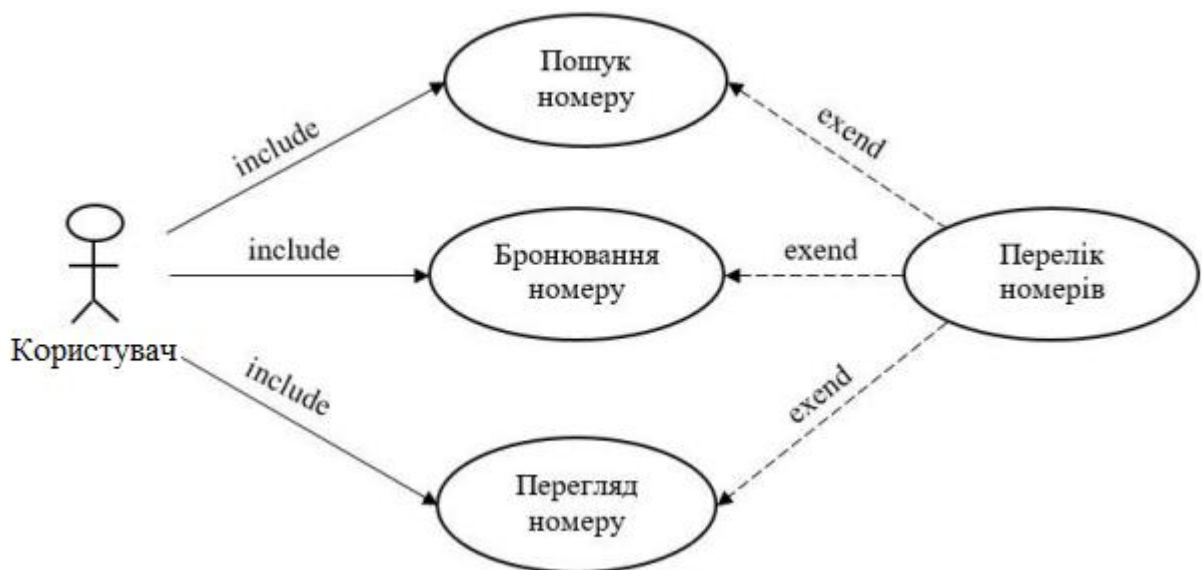 Пошук
номеру
include
exend
Бронювання
номеру
include
exend
Перелік
номерів
Користувач
include
exend
Перегляд
номеру